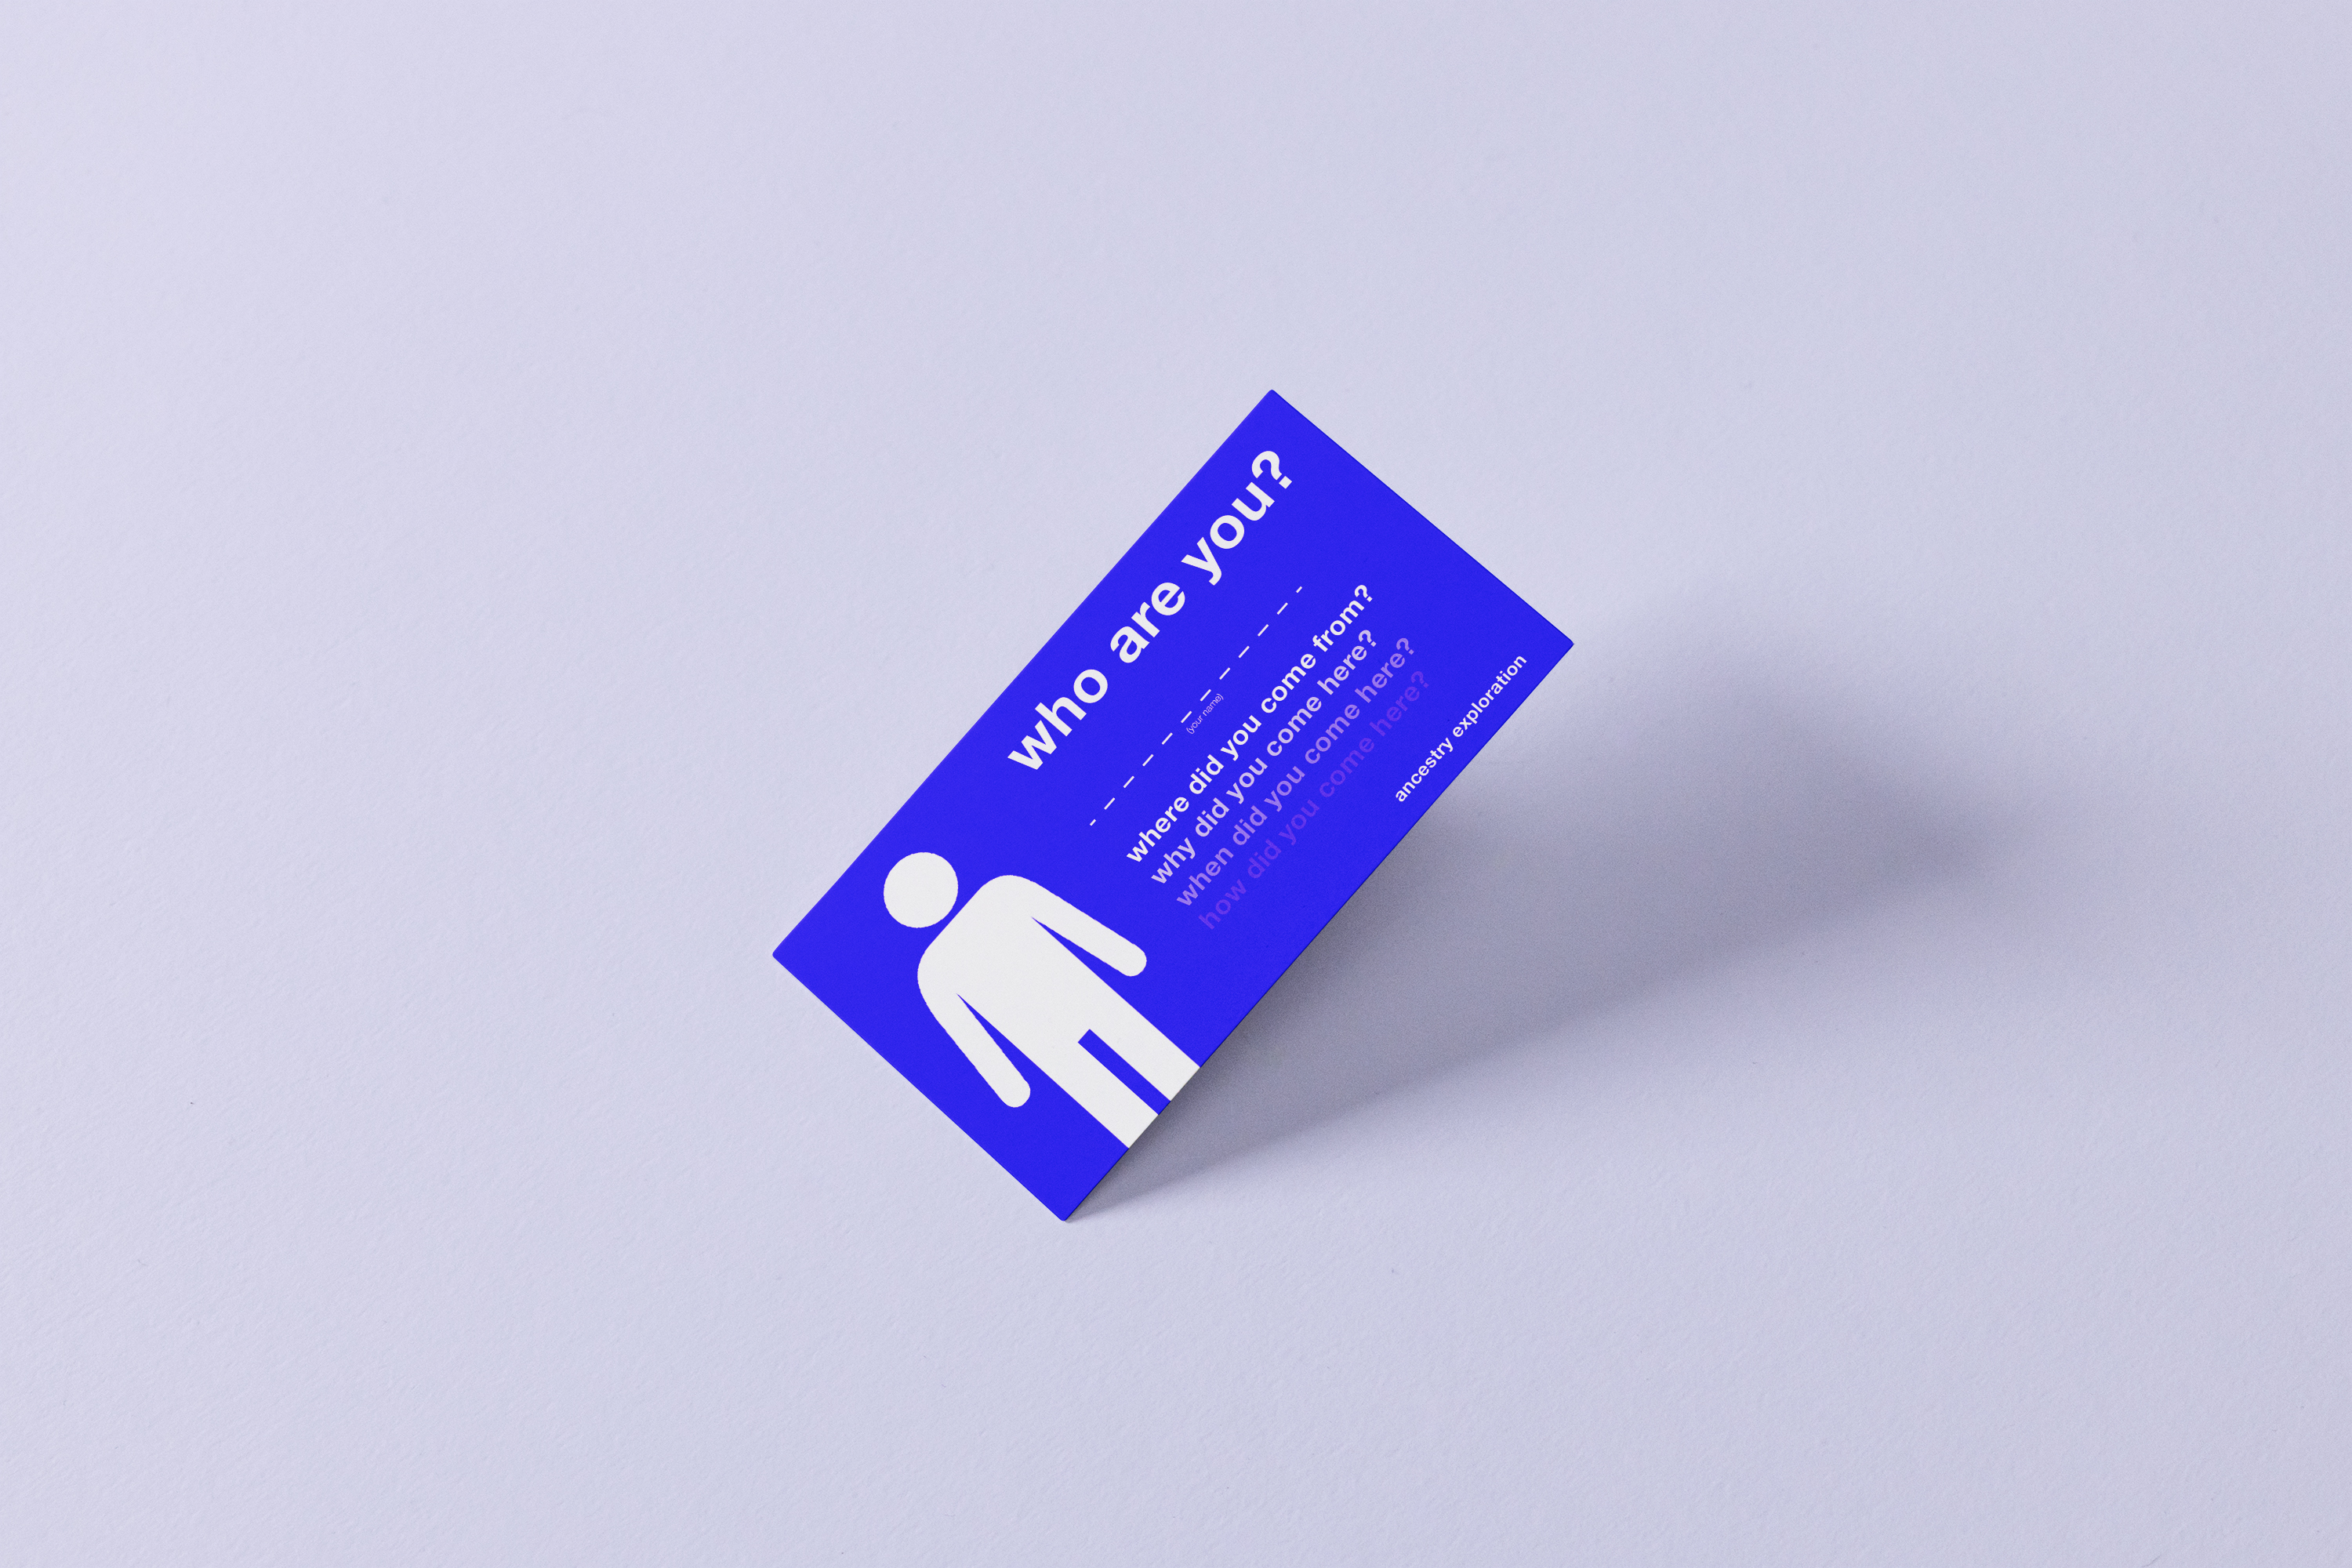 who are you?
(your name)
where did you come from?
why did you come here?
when did you come here?
how did you come here?
ancestry exploration